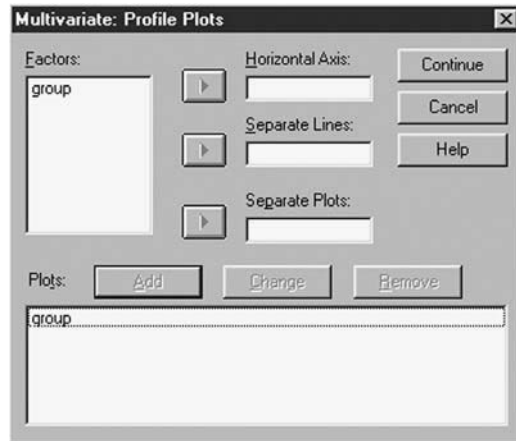 Multivariate: Profile Plots
Factors:
group
Horizontal Axis:
Separate Lines:
Separate Plots:
Continue
Cancel
Help
Plots:
Add
Change
Remove
group